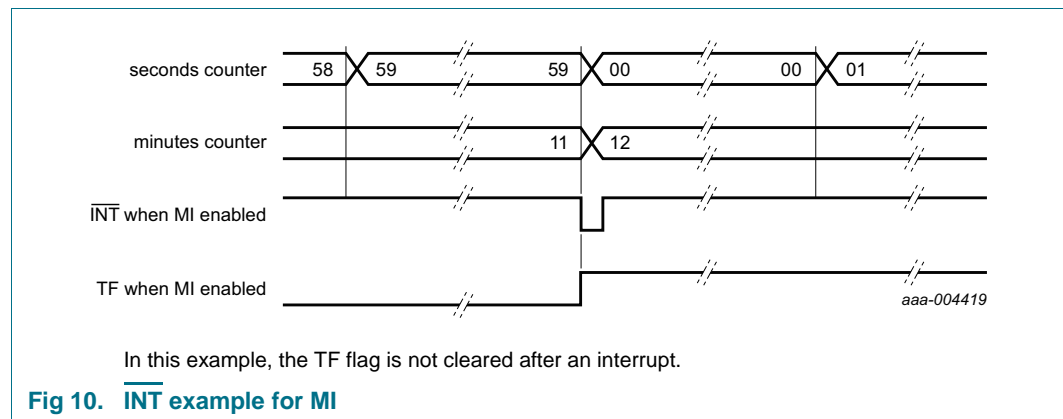 seconds counter 58 59 59 00 00 01
minutes counter 11 12
INT when MI enabled
TF when MI enabled
aaa-004419
In this example, the TF flag is not cleared after an interrupt.
Fig 10. INT example for MI